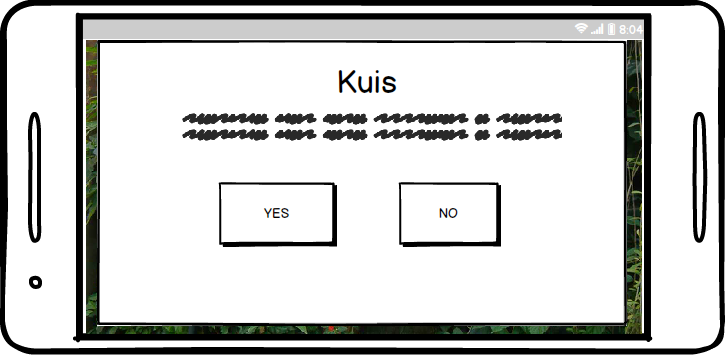 8:04
Kuis
YES
NO